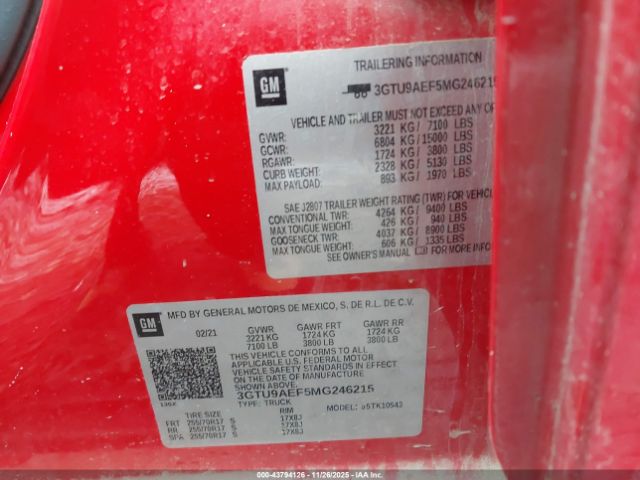 GM
TRAILERING INFORMATION
3GTU9AEF5MG246215
VEHICLE AND TRAILER MUST NOT EXCEED ANY OF
GVWR: 3221 KG / 7100 LBS
GCWR: 6804 KG / 15000 LBS
RGAWR: 1724 KG / 3800 LBS
CURB WEIGHT: 2328 KG / 5130 LBS
MAX PAYLOAD: 893 KG / 1970 LBS
SAE J2807 TRAILER WEIGHT RATING (TWR) FOR VEHICL
CONVENTIONAL TWR: 4264 KG / 9400 LBS
MAX TONGUE WEIGHT: 426 KG / 940 LBS
GOOSENECK TWR: 4037 KG / 8900 LBS
MAX TONGUE WEIGHT: 606 KG / 1335 LBS
SEE OWNER'S MANUAL FOR MORE INFORMATI
GM
MFD BY GENERAL MOTORS DE MEXICO, S. DE R.L. DE C.V.
02/21 GVWR GAWR FRT GAWR RR
3221 KG 1724 KG 1724 KG
7100 LB 3800 LB 3800 LB
THIS VEHICLE CONFORMS TO ALL
APPLICABLE U.S. FEDERAL MOTOR
VEHICLE SAFETY STANDARDS IN EFFECT
ON THE DATE OF MANUFACTURE
SHOWN ABOVE.
3GTU9AEF5MG246215
TYPE: TRUCK MODEL:
TIRE SIZE RIM
FRT 255/70R17 S 17X8J
RR 255/70R17 S 17X8J
SPA 255/70R17 S 17X8J
000-43794126 - 11/26/2025 - IAAI.COM